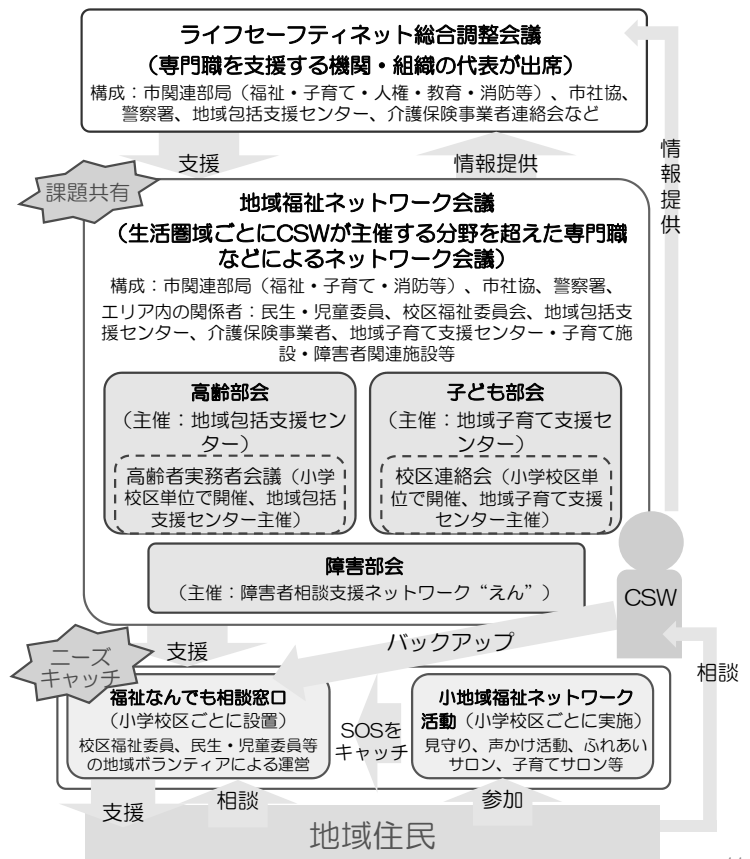 ライフセーフティネット総合調整会議
（専門職を支援する機関・組織の代表が出席）
構成：市関連部局（福祉・子育て・人権・教育・消防等）、市社協、
警察署、地域包括支援センター、介護保険事業者連絡会など
支援
情報提供
情報提供
課題共有
地域福祉ネットワーク会議
（生活圏域ごとにCSWが主催する分野を超えた専門職
などによるネットワーク会議）
構成：市関連部局（福祉・子育て・消防等）、市社協、警察署、
エリア内の関係者：民生・児童委員、校区福祉委員会、地域包括支
援センター、介護保険事業者、地域子育て支援センター・子育て施
設・障害者関連施設等
高齢部会
（主催：地域包括支援セン
ター）
高齢者実務者会議（小学
校区単位で開催、地域包括
支援センター主催）
子ども部会
（主催：地域子育て支援セ
ンター）
校区連絡会（小学校区単
位で開催、地域子育て支援
センター主催）
障害部会
（主催：障害者相談支援ネットワーク“えん”）
CSW
ニーズ
キャッチ
支援
バックアップ
相談
福祉なんでも相談窓口
（小学校区ごとに設置）
校区福祉委員、民生・児童委員等
の地域ボランティアによる運営
SOSを
キャッチ
小地域福祉ネットワーク
活動（小学校区ごとに実施）
見守り、声かけ活動、ふれあい
サロン、子育てサロン等
支援
相談
参加
地域住民